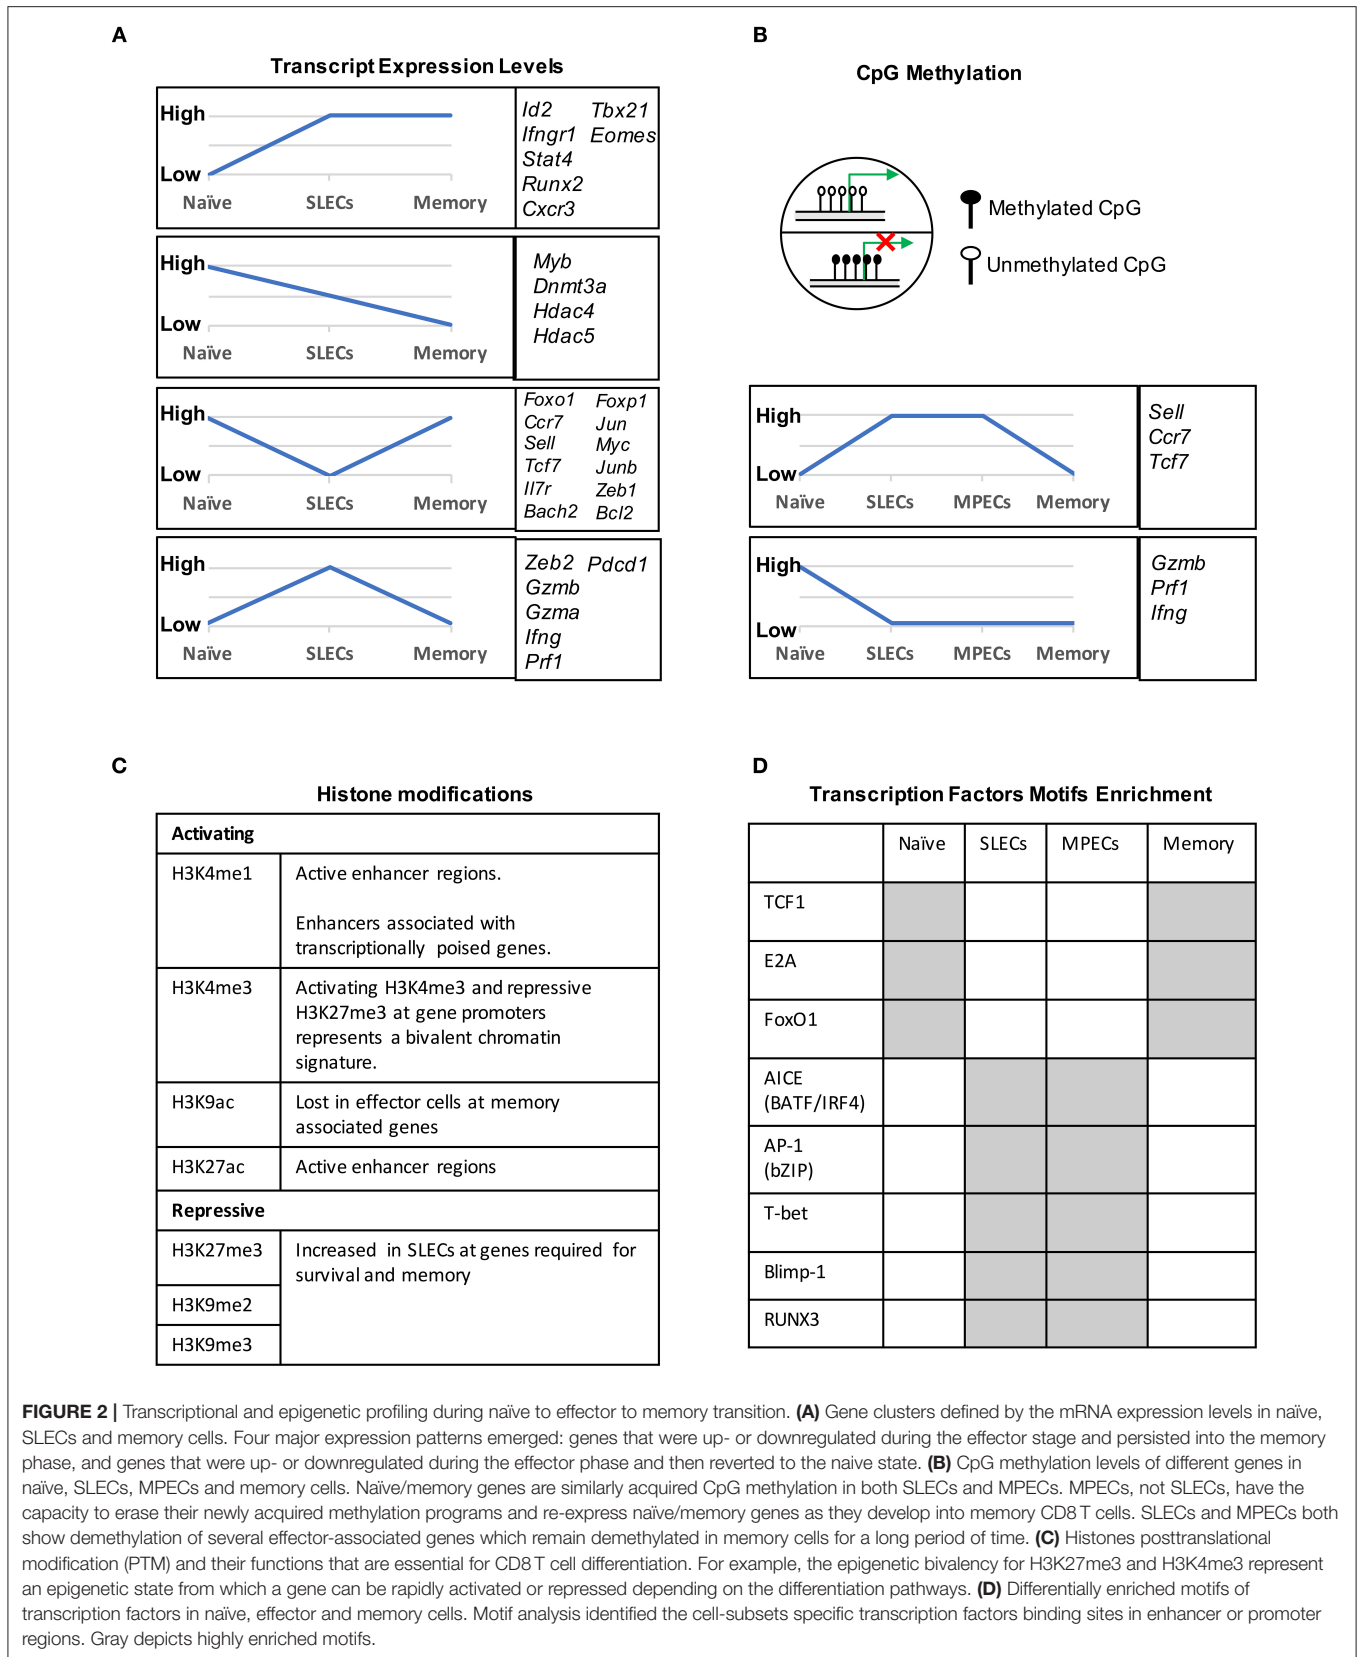 A
Transcript Expression Levels
High
Low
Naïve SLECs Memory
Id2 Tbx21
Ifngr1 Eomes
Stat4
Runx2
Cxcr3
High
Low
Naïve SLECs Memory
Myb
Dnmt3a
Hdac4
Hdac5
High
Low
Naïve SLECs Memory
Foxo1 Foxp1
Ccr7 Jun
Sell Myc
Tcf7 Junb
Il7r Zeb1
Bach2 Bcl2
High
Low
Naïve SLECs Memory
Zeb2 Pdcd1
Gzmb
Gzma
Ifng
Prf1
B
CpG Methylation
Methylated CpG
Unmethylated CpG
High
Low
Naïve SLECs MPECs Memory
Sell
Ccr7
Tcf7
High
Low
Naïve SLECs MPECs Memory
Gzmb
Prf1
Ifng
C
Histone modifications
Activating
H3K4me1 Active enhancer regions.
Enhancers associated with
transcriptionally poised genes.
H3K4me3 Activating H3K4me3 and repressive
H3K27me3 at gene promoters
represents a bivalent chromatin
signature.
H3K9ac Lost in effector cells at memory
associated genes
H3K27ac Active enhancer regions
Repressive
H3K27me3 Increased in SLECs at genes required for
survival and memory
H3K9me2
H3K9me3
D
Transcription Factors Motifs Enrichment
Naïve SLECs MPECs Memory
TCF1
E2A
FoxO1
AICE
(BATF/IRF4)
AP-1
(bZIP)
T-bet
Blimp-1
RUNX3
FIGURE 2 | Transcriptional and epigenetic profiling during naïve to effector to memory transition. (A) Gene clusters defined by the mRNA expression levels in naïve,
SLECs and memory cells. Four major expression patterns emerged: genes that were up- or downregulated during the effector stage and persisted into the memory
phase, and genes that were up- or downregulated during the effector phase and then reverted to the naive state. (B) CpG methylation levels of different genes in
naïve, SLECs, MPECs and memory cells. Naïve/memory genes are similarly acquired CpG methylation in both SLECs and MPECs. MPECs, not SLECs, have the
capacity to erase their newly acquired methylation programs and re-express naïve/memory genes as they develop into memory CD8 T cells. SLECs and MPECs both
show demethylation of several effector-associated genes which remain demethylated in memory cells for a long period of time. (C) Histones posttranslational
modification (PTM) and their functions that are essential for CD8 T cell differentiation. For example, the epigenetic bivalency for H3K27me3 and H3K4me3 represent
an epigenetic state from which a gene can be rapidly activated or repressed depending on the differentiation pathways. (D) Differentially enriched motifs of
transcription factors in naïve, effector and memory cells. Motif analysis identified the cell-subsets specific transcription factors binding sites in enhancer or promoter
regions. Gray depicts highly enriched motifs.